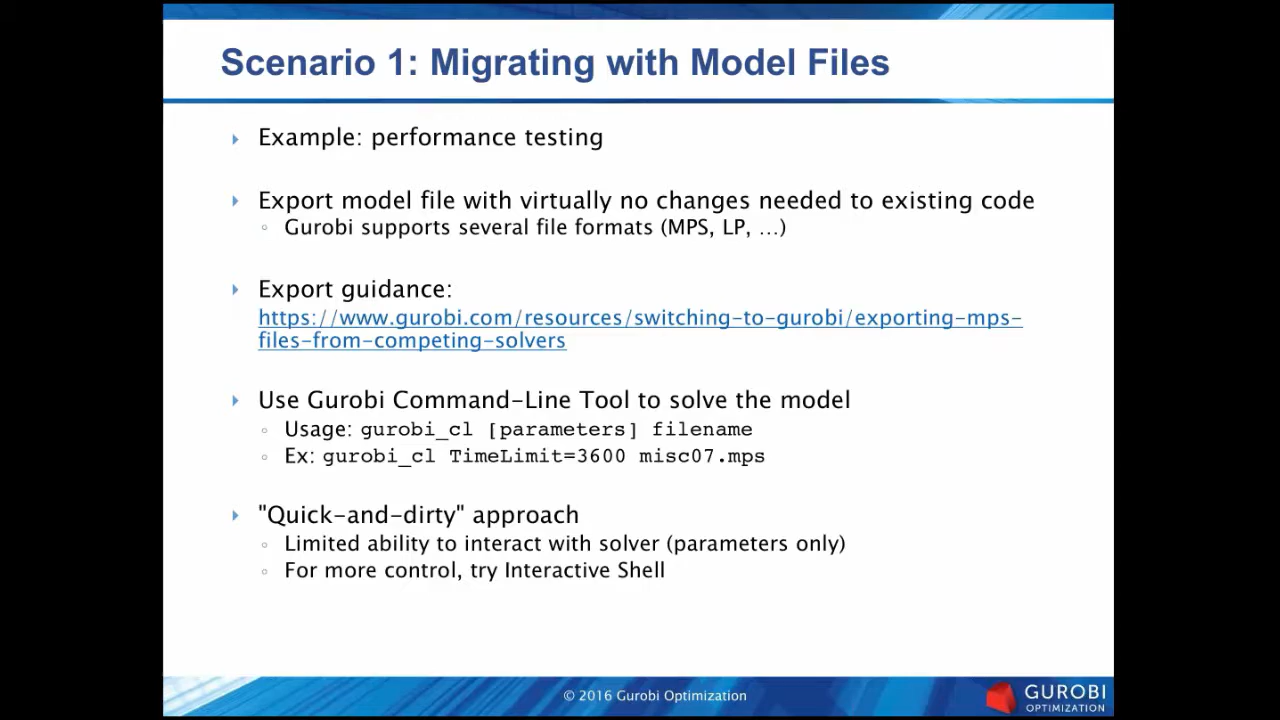 Scenario 1: Migrating with Model Files
Example: performance testing
Export model file with virtually no changes needed to existing code
Gurobi supports several file formats (MPS, LP, …)
Export guidance:
https://www.gurobi.com/resources/switching-to-gurobi/exporting-mps-
files-from-competing-solvers
Use Gurobi Command-Line Tool to solve the model
Usage: gurobi_cl [parameters] filename
Ex: gurobi_cl TimeLimit=3600 misc07.mps
"Quick-and-dirty" approach
Limited ability to interact with solver (parameters only)
For more control, try Interactive Shell
© 2016 Gurobi Optimization
GUROBI
OPTIMIZATION